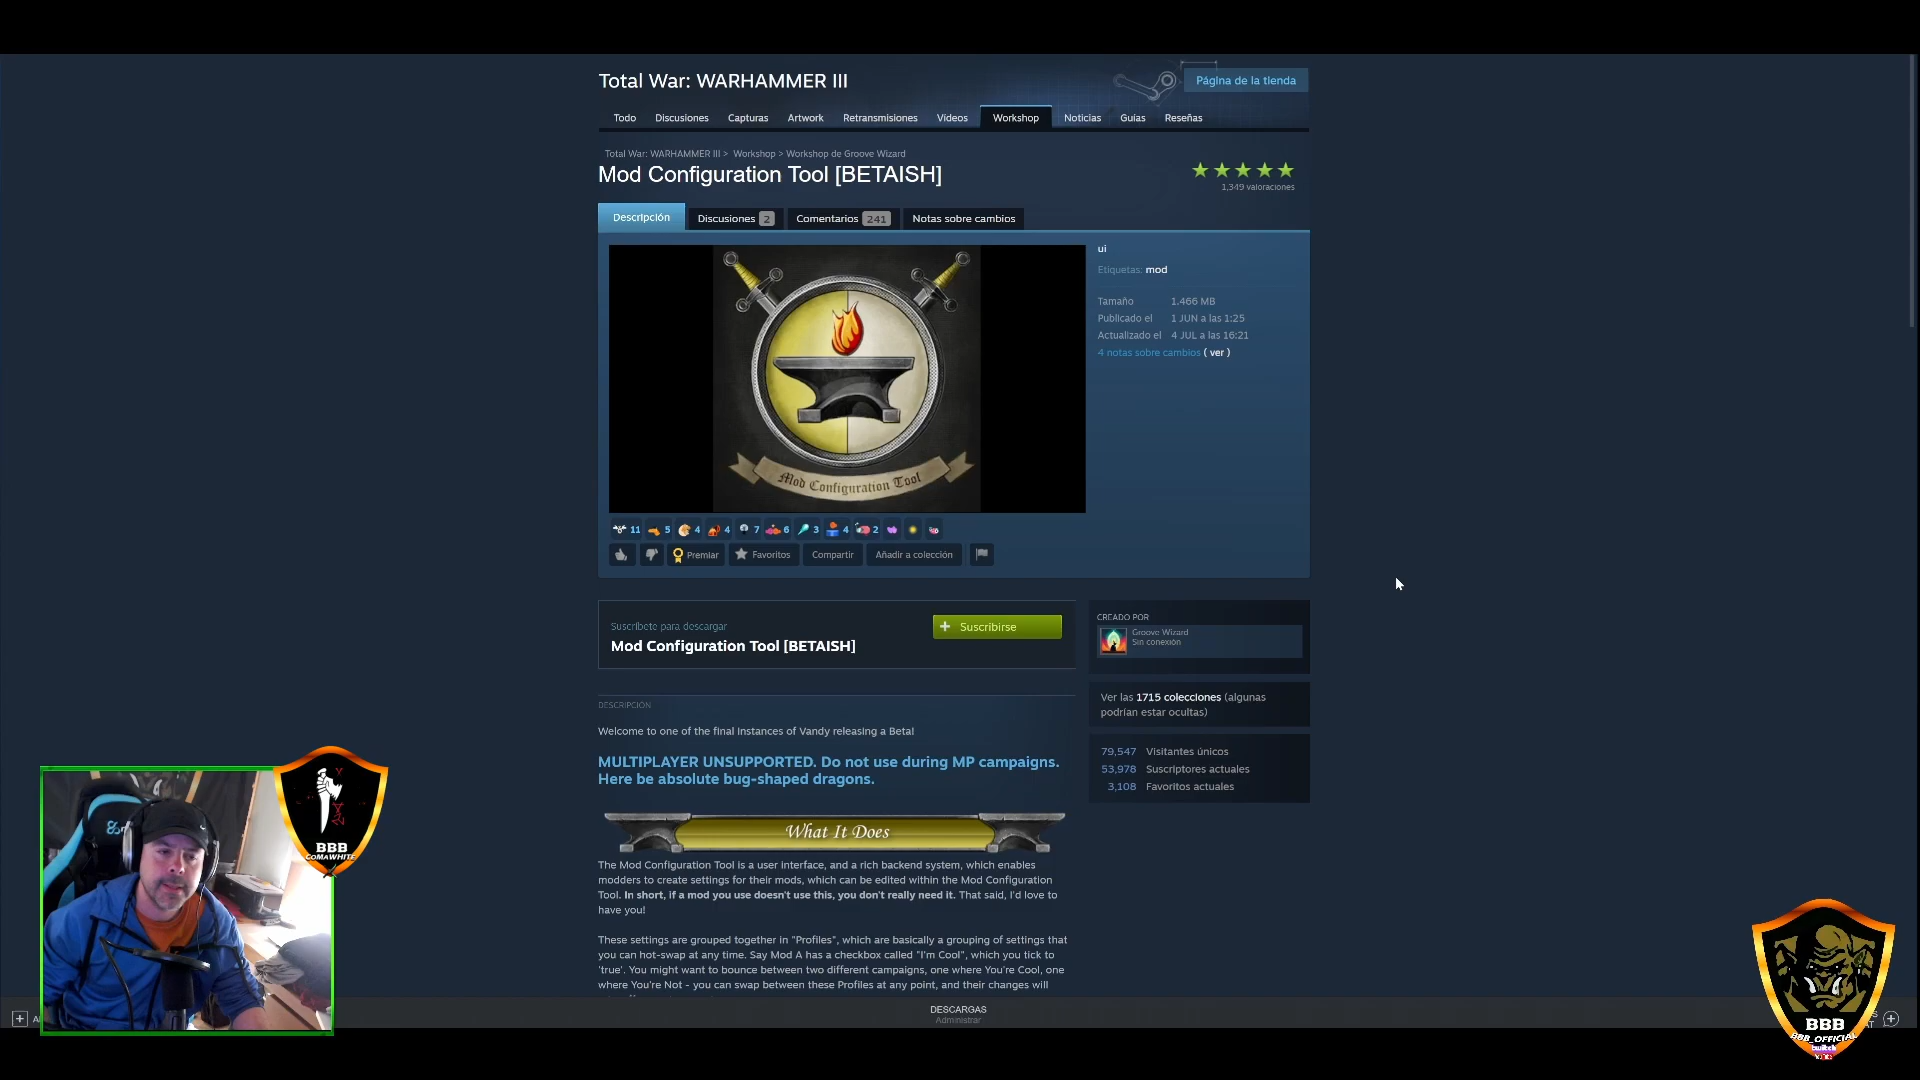 Total War: WARHAMMER III
Página de la tienda
Todo Discusiones Capturas Artwork Retransmisiones Vídeos Workshop Noticias Guías Reseñas
Total War: WARHAMMER III > Workshop > Workshop de Groove Wizard
Mod Configuration Tool [BETAISH]
1,349 valoraciones
Descripción Discusiones 2 Comentarios 241 Notas sobre cambios
Mod Configuration Tool
ui
Etiquetas: mod
Tamaño 1.466 MB
Publicado el 1 JUN a las 1:25
Actualizado el 4 JUL a las 16:21
4 notas sobre cambios ( ver )
11 5 4 4 7 6 3 4 2
Premiar Favoritos Compartir Añadir a colección
Suscríbete para descargar
Mod Configuration Tool [BETAISH]
Suscribirse
CREADO POR
Groove Wizard
Sin conexión
Ver las 1715 colecciones (algunas
podrían estar ocultas)
79,547 Visitantes únicos
53,978 Suscriptores actuales
3,108 Favoritos actuales
DESCRIPCIÓN
Welcome to one of the final instances of Vandy releasing a Beta!
MULTIPLAYER UNSUPPORTED. Do not use during MP campaigns.
Here be absolute bug-shaped dragons.
What It Does
The Mod Configuration Tool is a user interface, and a rich backend system, which enables
modders to create settings for their mods, which can be edited within the Mod Configuration
Tool. In short, if a mod you use doesn't use this, you don't really need it. That said, I'd love to
have you!
These settings are grouped together in "Profiles", which are basically a grouping of settings that
you can hot-swap at any time. Say Mod A has a checkbox called "I'm Cool", which you tick to
'true'. You might want to bounce between two different campaigns, one where You're Cool, one
where You're Not - you can swap between these Profiles at any point, and their changes will
DESCARGAS
Administrar
BBB
CoMAWHITE
BBB
BBB_OFFICIAL
twitch